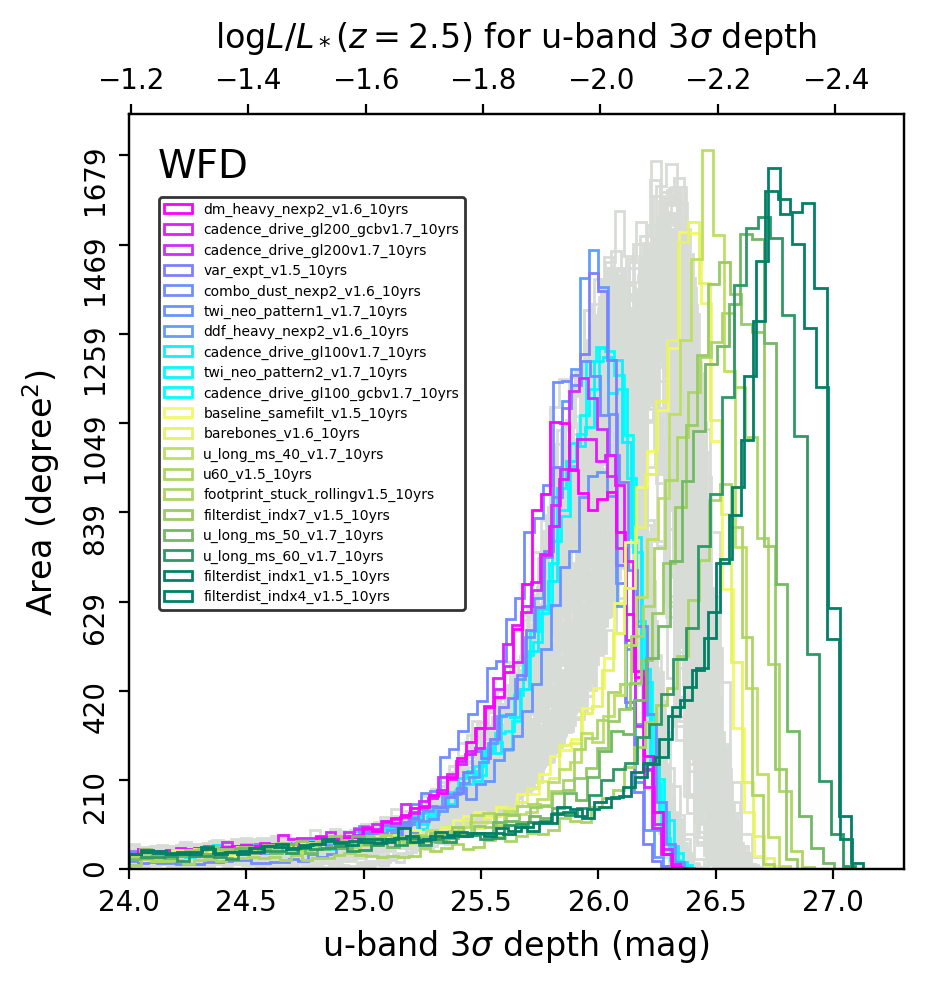 logL/L*(z = 2.5) for u-band 3σ depth
−1.2 −1.4 −1.6 −1.8 −2.0 −2.2 −2.4
WFD
dm_heavy_nexp2_v1.6_10yrs
cadence_drive_gl200_gcbv1.7_10yrs
cadence_drive_gl200v1.7_10yrs
var_expt_v1.5_10yrs
combo_dust_nexp2_v1.6_10yrs
twi_neo_pattern1_v1.7_10yrs
ddf_heavy_nexp2_v1.6_10yrs
cadence_drive_gl100v1.7_10yrs
twi_neo_pattern2_v1.7_10yrs
cadence_drive_gl100_gcbv1.7_10yrs
baseline_samefilt_v1.5_10yrs
barebones_v1.6_10yrs
u_long_ms_40_v1.7_10yrs
u60_v1.5_10yrs
footprint_stuck_rollingv1.5_10yrs
filterdist_indx7_v1.5_10yrs
u_long_ms_50_v1.7_10yrs
u_long_ms_60_v1.7_10yrs
filterdist_indx1_v1.5_10yrs
filterdist_indx4_v1.5_10yrs
Area (degree²)
1679
1469
1259
1049
839
629
420
210
0
24.0 24.5 25.0 25.5 26.0 26.5 27.0
u-band 3σ depth (mag)